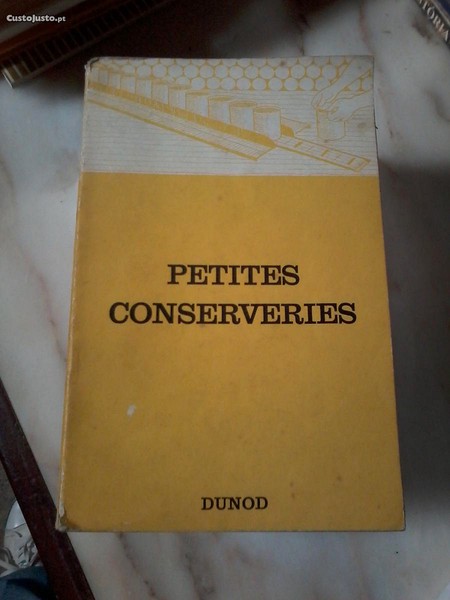 CustoJusto.pt
PETITES
CONSERVERIES
DUNOD